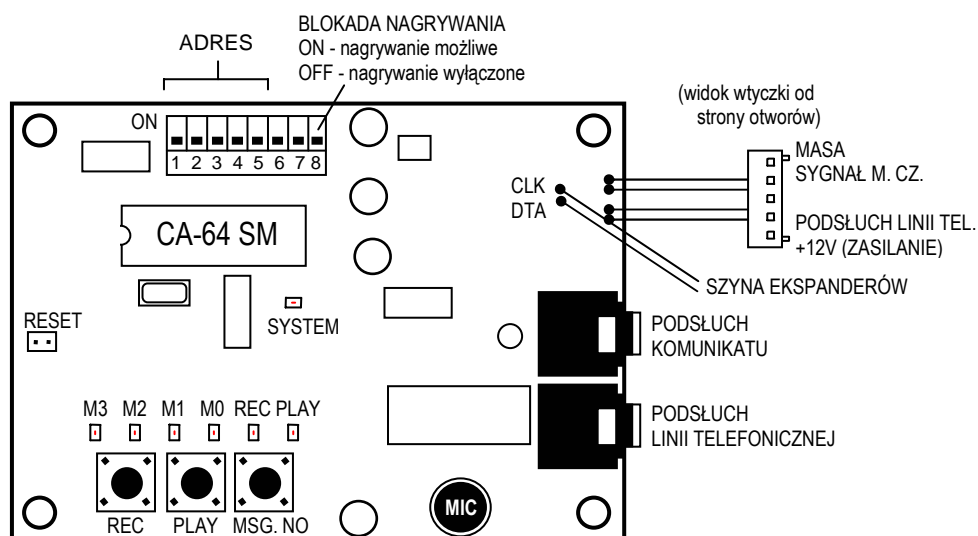 ADRES
BLOKADA NAGRYWANIA
ON - nagrywanie możliwe
OFF - nagrywanie wyłączone
(widok wtyczki od
strony otworów)
ON
1 2 3 4 5 6 7 8
MASA
SYGNAŁ M. CZ.
CLK
DTA
PODSŁUCH LINII TEL.
+12V (ZASILANIE)
CA-64 SM
SZYNA EKSPANDERÓW
RESET
SYSTEM
PODSŁUCH
KOMUNIKATU
M3 M2 M1 M0 REC PLAY
PODSŁUCH
LINII TELEFONICZNEJ
MIC
REC PLAY MSG. NO